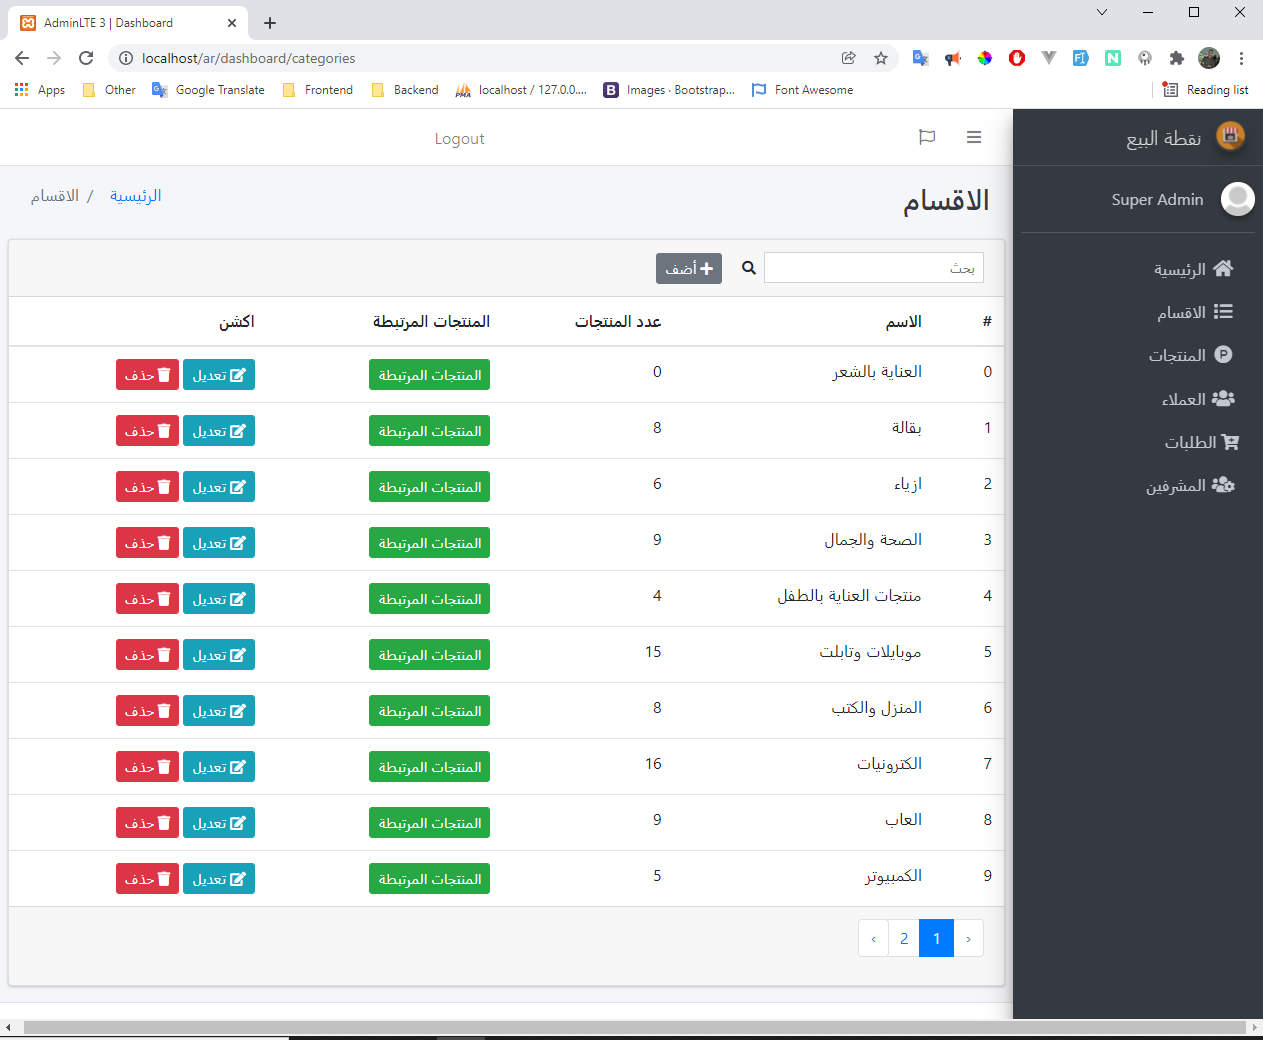 AdminLTE 3 | Dashboard
localhost/ar/dashboard/categories
Apps Other Google Translate Frontend Backend localhost / 127.0.0.... Images · Bootstrap... Font Awesome Reading list
نقطة البيع
Logout
Super Admin
الرئيسية
الاقسام
المنتجات
العملاء
الطلبات
المشرفين
الاقسام
الرئيسية / الاقسام
بحث أضف
# الاسم عدد المنتجات المنتجات المرتبطة اكشن
0 العناية بالشعر 0 المنتجات المرتبطة تعديل حذف
1 بقالة 8 المنتجات المرتبطة تعديل حذف
2 ازياء 6 المنتجات المرتبطة تعديل حذف
3 الصحة والجمال 9 المنتجات المرتبطة تعديل حذف
4 منتجات العناية بالطفل 4 المنتجات المرتبطة تعديل حذف
5 موبايلات وتابلت 15 المنتجات المرتبطة تعديل حذف
6 المنزل والكتب 8 المنتجات المرتبطة تعديل حذف
7 الكترونيات 16 المنتجات المرتبطة تعديل حذف
8 العاب 9 المنتجات المرتبطة تعديل حذف
9 الكمبيوتر 5 المنتجات المرتبطة تعديل حذف
‹ 1 2 ›